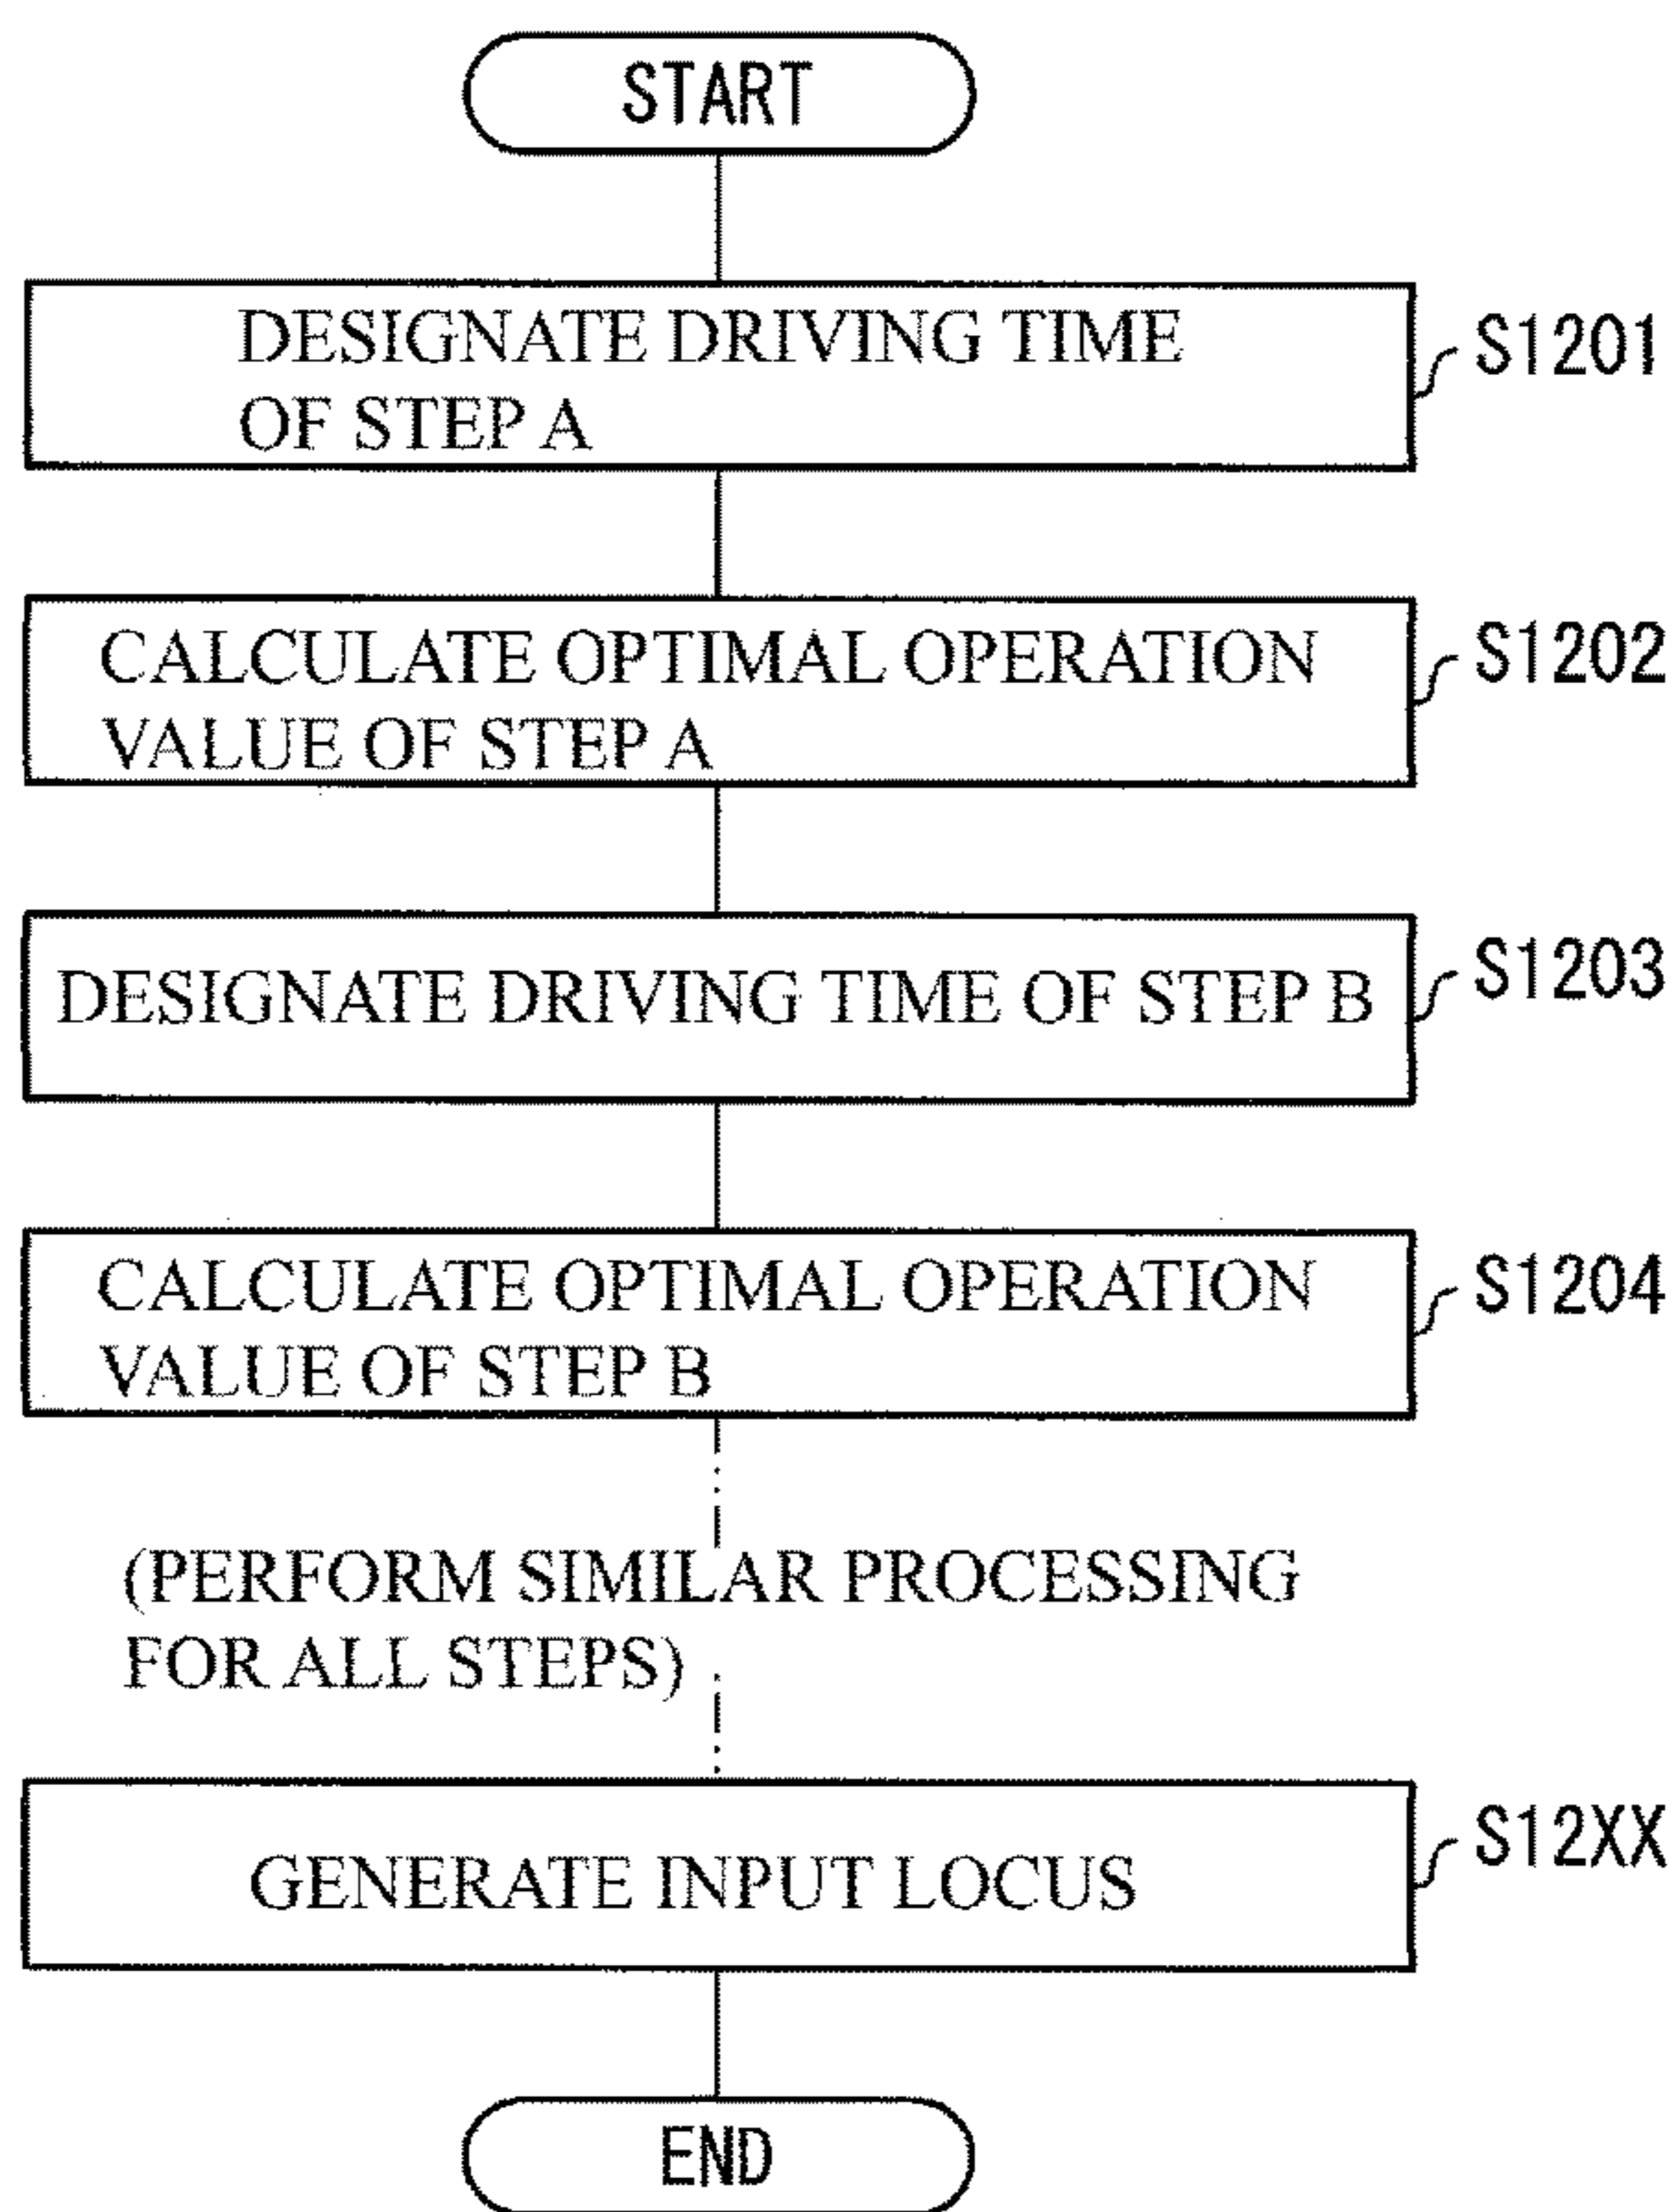 START
DESIGNATE DRIVING TIME
OF STEP A
S1201
CALCULATE OPTIMAL OPERATION
VALUE OF STEP A
S1202
DESIGNATE DRIVING TIME OF STEP B
S1203
CALCULATE OPTIMAL OPERATION
VALUE OF STEP B
S1204
(PERFORM SIMILAR PROCESSING
FOR ALL STEPS)
GENERATE INPUT LOCUS
S12XX
END